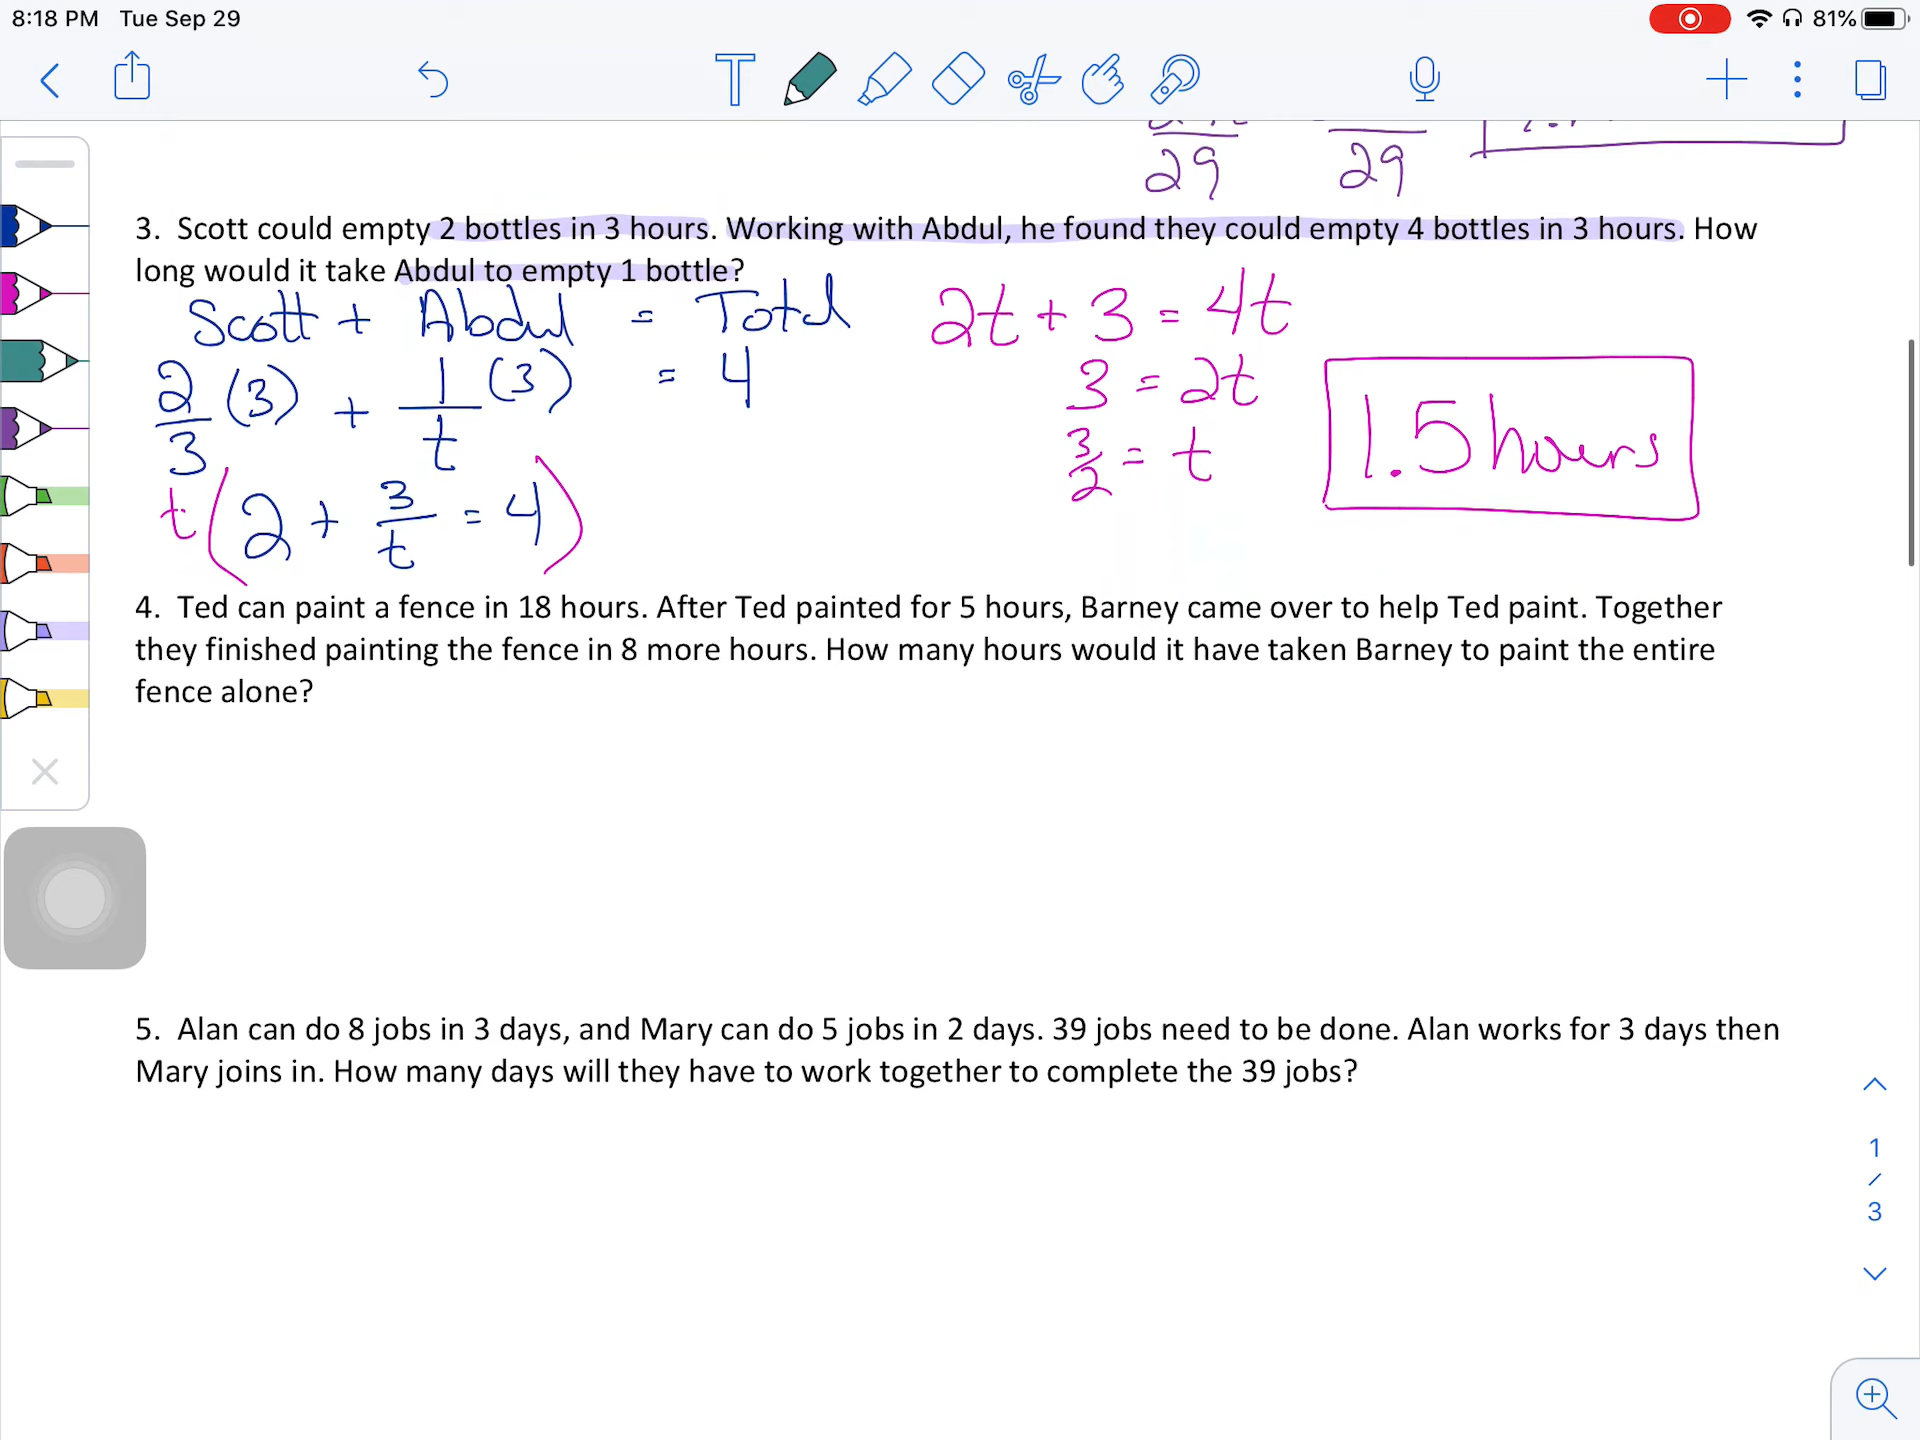 8:18 PM Tue Sep 29
81%
T
29 29
3. Scott could empty 2 bottles in 3 hours. Working with Abdul, he found they could empty 4 bottles in 3 hours. How
long would it take Abdul to empty 1 bottle?
Scott + Abdul = Total
2/3 (3) + 1/t (3) = 4
t(2 + 3/t = 4)
2t + 3 = 4t
3 = 2t
3/2 = t
1.5 hours
4. Ted can paint a fence in 18 hours. After Ted painted for 5 hours, Barney came over to help Ted paint. Together
they finished painting the fence in 8 more hours. How many hours would it have taken Barney to paint the entire
fence alone?
5. Alan can do 8 jobs in 3 days, and Mary can do 5 jobs in 2 days. 39 jobs need to be done. Alan works for 3 days then
Mary joins in. How many days will they have to work together to complete the 39 jobs?
1
/
3